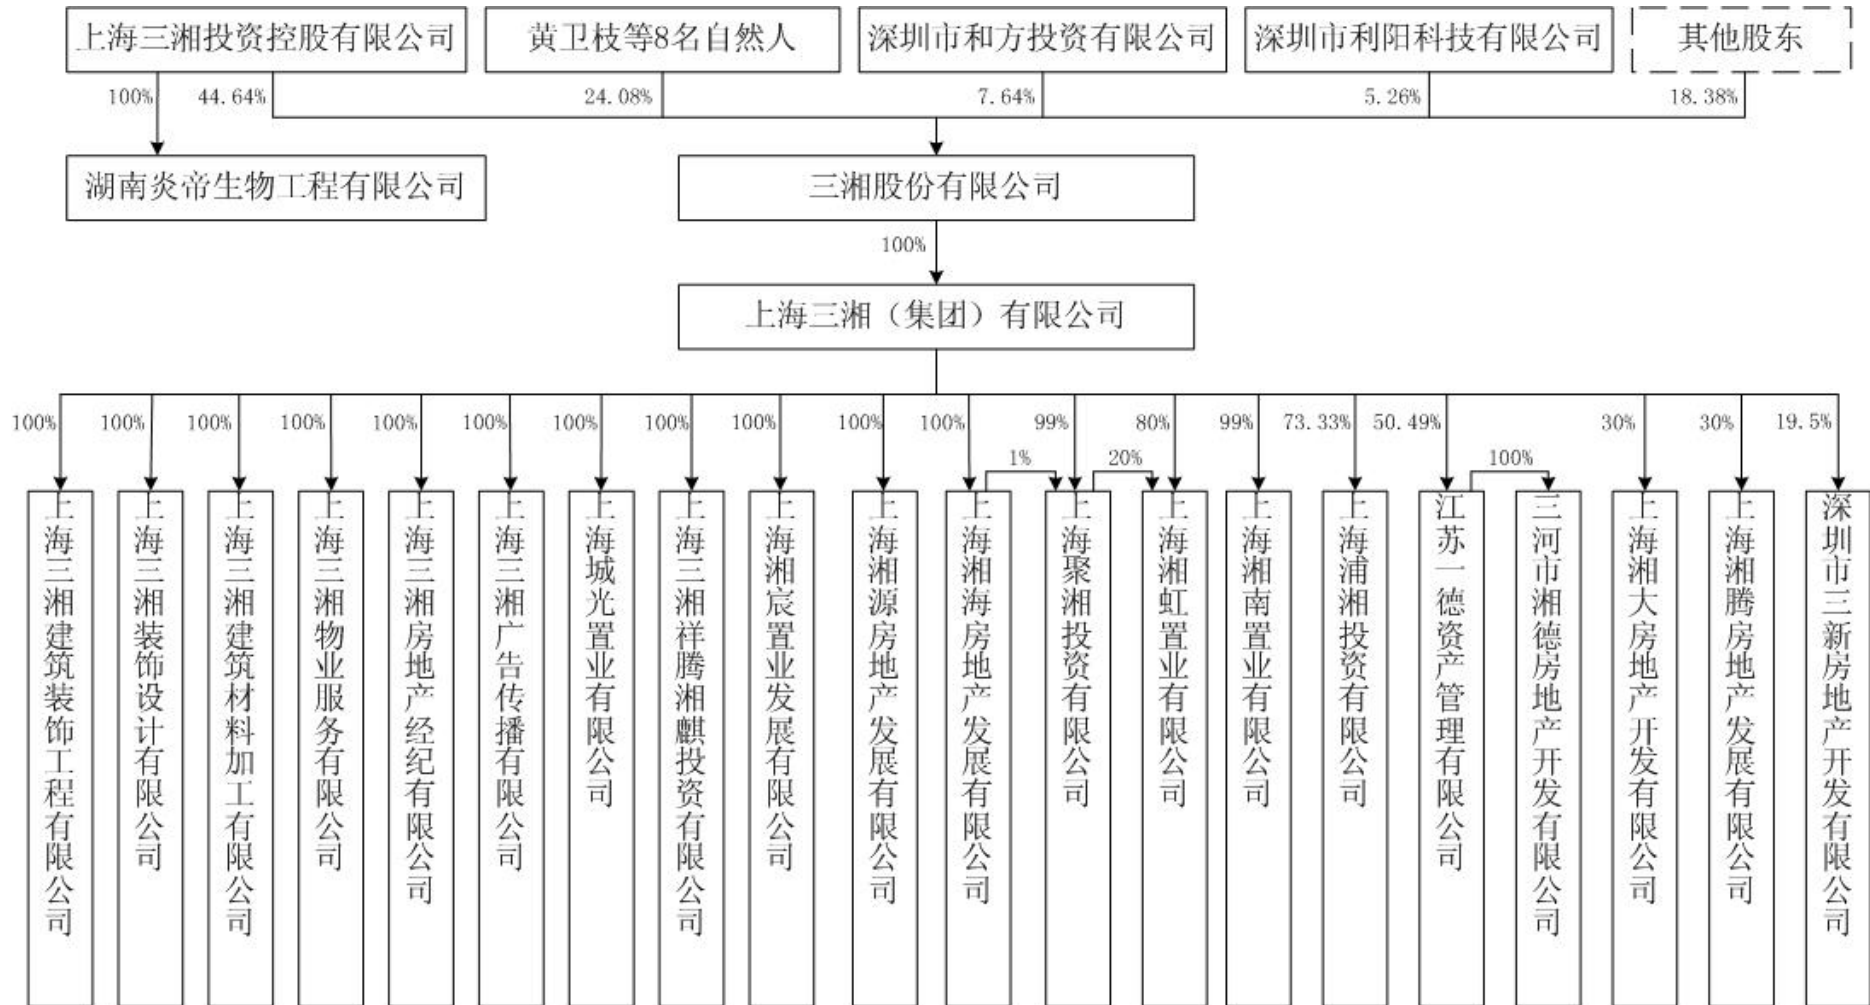 上海三湘投资控股有限公司
黄卫枝等8名自然人
深圳市和方投资有限公司
深圳市利阳科技有限公司
其他股东
100%
44.64%
24.08%
7.64%
5.26%
18.38%
湖南炎帝生物工程有限公司
三湘股份有限公司
100%
上海三湘（集团）有限公司
100%
100%
100%
100%
100%
100%
100%
100%
100%
100%
100%
99%
80%
99%
73.33%
50.49%
30%
30%
19.5%
1%
20%
100%
上海三湘建筑装饰工程有限公司
上海三湘装饰设计有限公司
上海三湘建筑材料加工有限公司
上海三湘物业服务有限公司
上海三湘房地产经纪有限公司
上海三湘广告传播有限公司
上海城光置业有限公司
上海三湘祥腾湘麒投资有限公司
上海湘宸置业发展有限公司
上海湘源房地产发展有限公司
上海湘海房地产发展有限公司
上海聚湘投资有限公司
上海湘虹置业有限公司
上海湘南置业有限公司
上海浦湘投资有限公司
江苏一德资产管理有限公司
三河市湘德房地产开发有限公司
上海湘大房地产开发有限公司
上海湘腾房地产发展有限公司
深圳市三新房地产开发有限公司